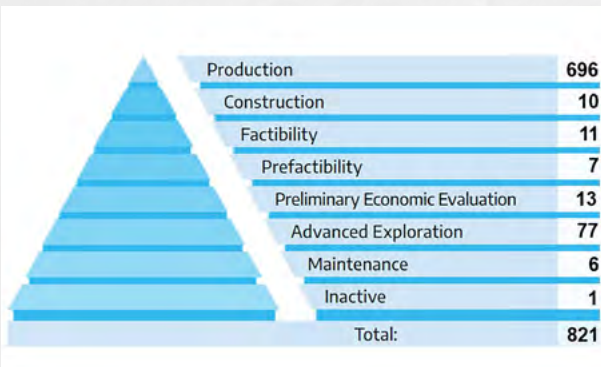 Production 696
Construction 10
Factibility 11
Prefactibility 7
Preliminary Economic Evaluation 13
Advanced Exploration 77
Maintenance 6
Inactive 1
Total: 821